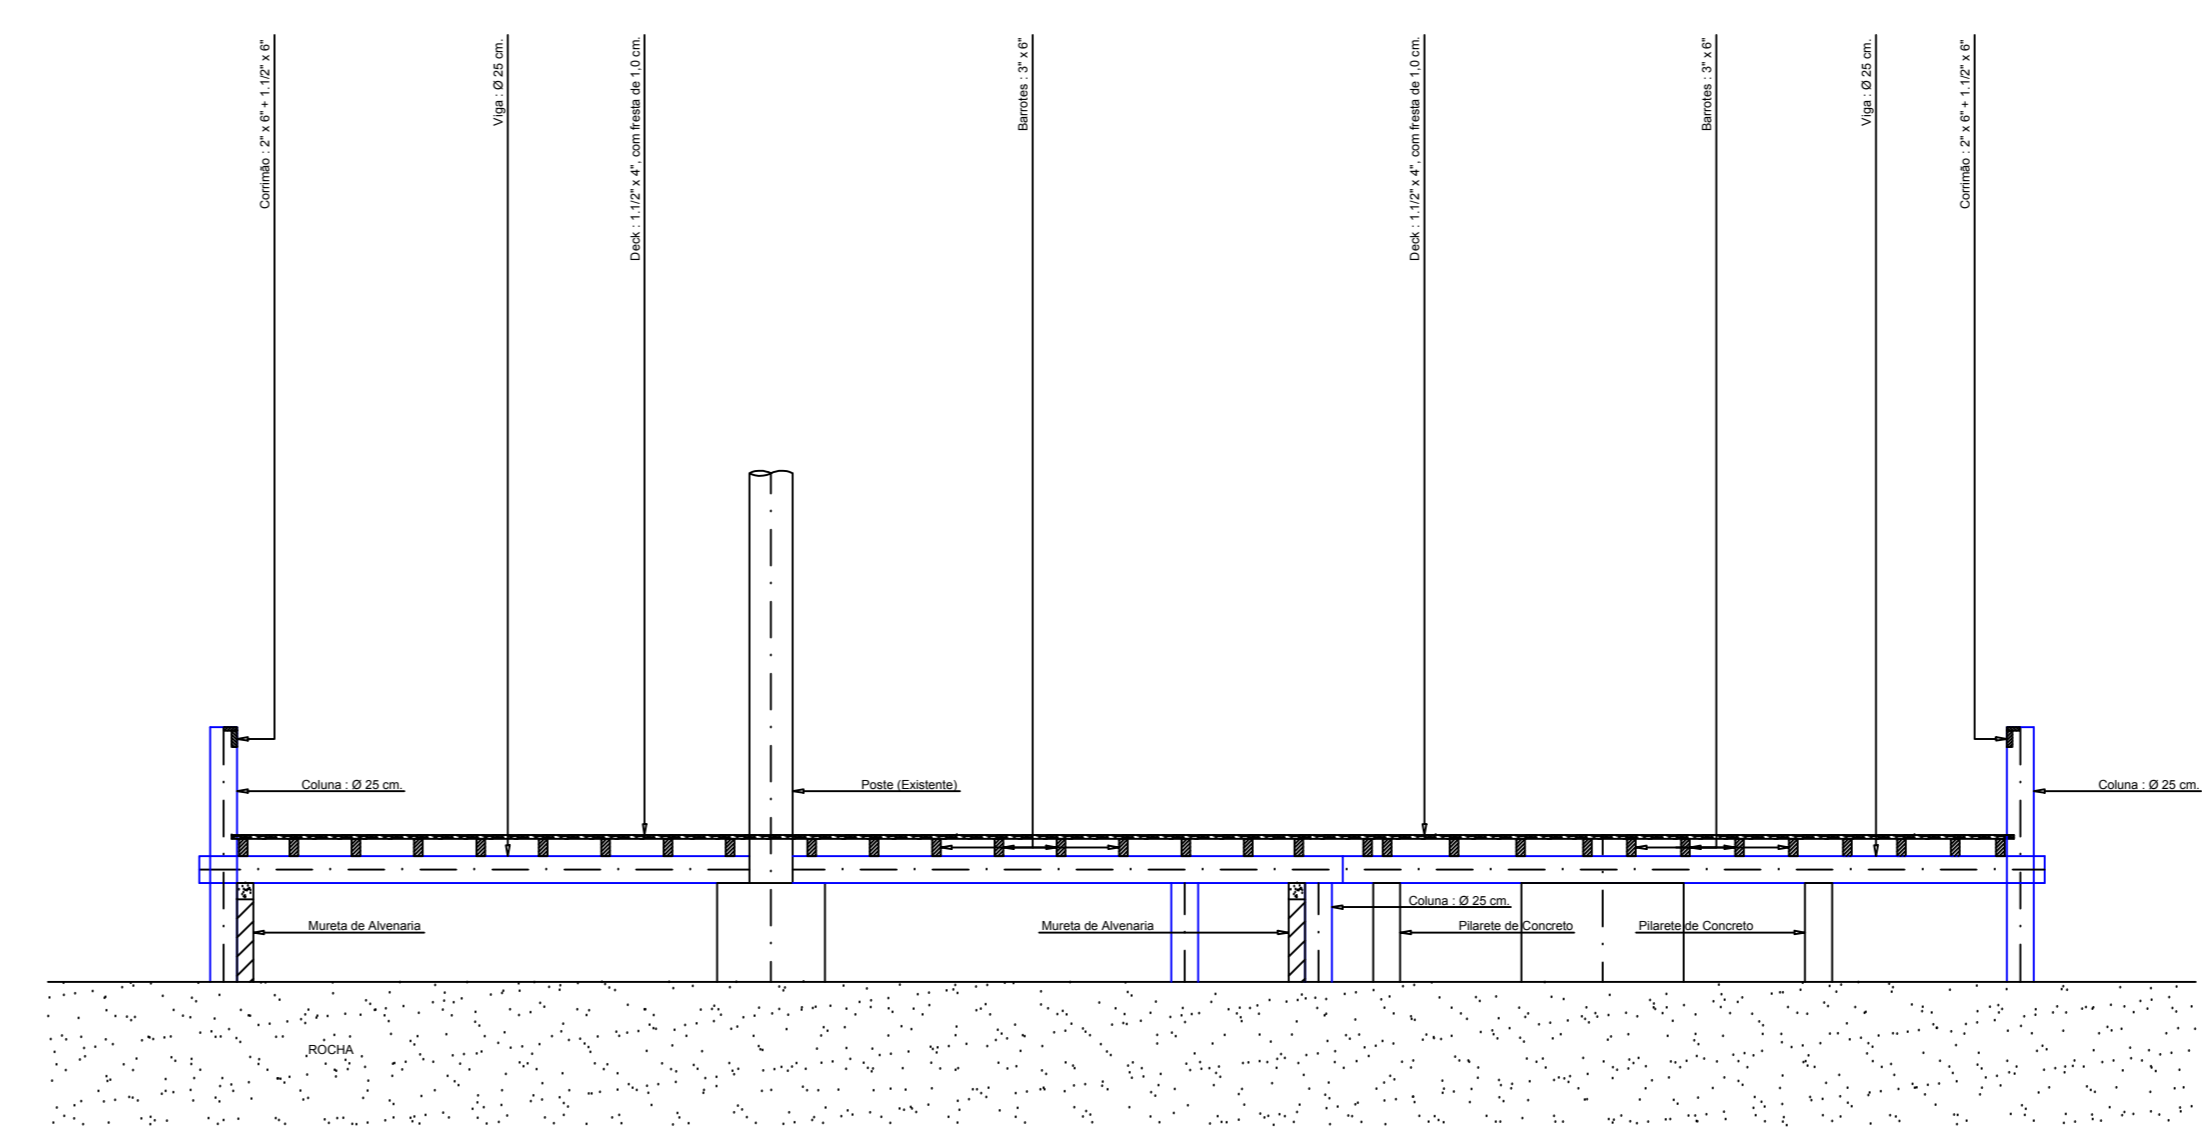 Corrimão : 2" x 6" + 1.1/2" x 6"
Viga : Ø 25 cm.
Deck : 1.1/2" x 4", com fresta de 1,0 cm.
Barrotes : 3" x 6"
Deck : 1.1/2" x 4", com fresta de 1,0 cm.
Barrotes : 3" x 6"
Viga : Ø 25 cm.
Corrimão : 2" x 6" + 1.1/2" x 6"
Coluna : Ø 25 cm.
Poste (Existente)
Coluna : Ø 25 cm.
Coluna : Ø 25 cm.
Mureta de Alvenaria
Mureta de Alvenaria
Pilarete de Concreto
Pilarete de Concreto
ROCHA